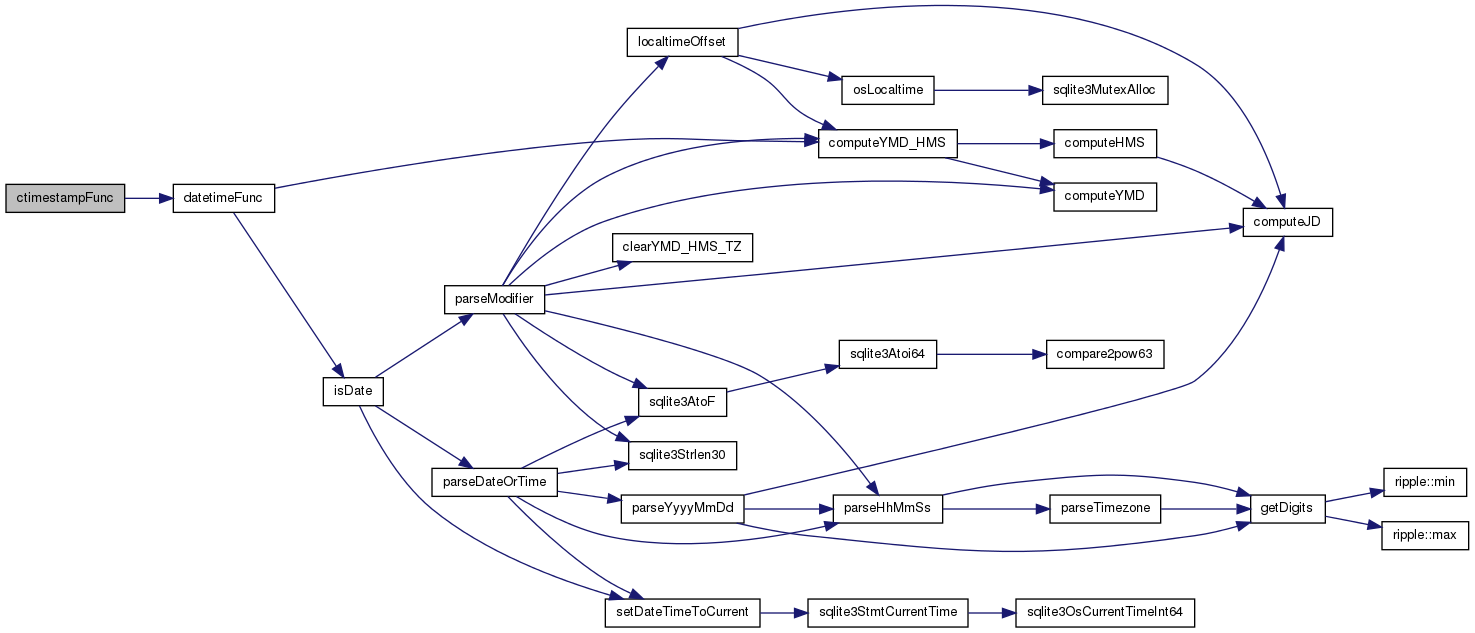 localtimeOffset
osLocaltime
sqlite3MutexAlloc
computeYMD_HMS
computeHMS
ctimestampFunc
datetimeFunc
computeYMD
computeJD
clearYMD_HMS_TZ
parseModifier
sqlite3Atoi64
compare2pow63
isDate
sqlite3AtoF
sqlite3Strlen30
parseDateOrTime
ripple::min
parseYyyyMmDd
parseHhMmSs
parseTimezone
getDigits
ripple::max
setDateTimeToCurrent
sqlite3StmtCurrentTime
sqlite3OsCurrentTimeInt64